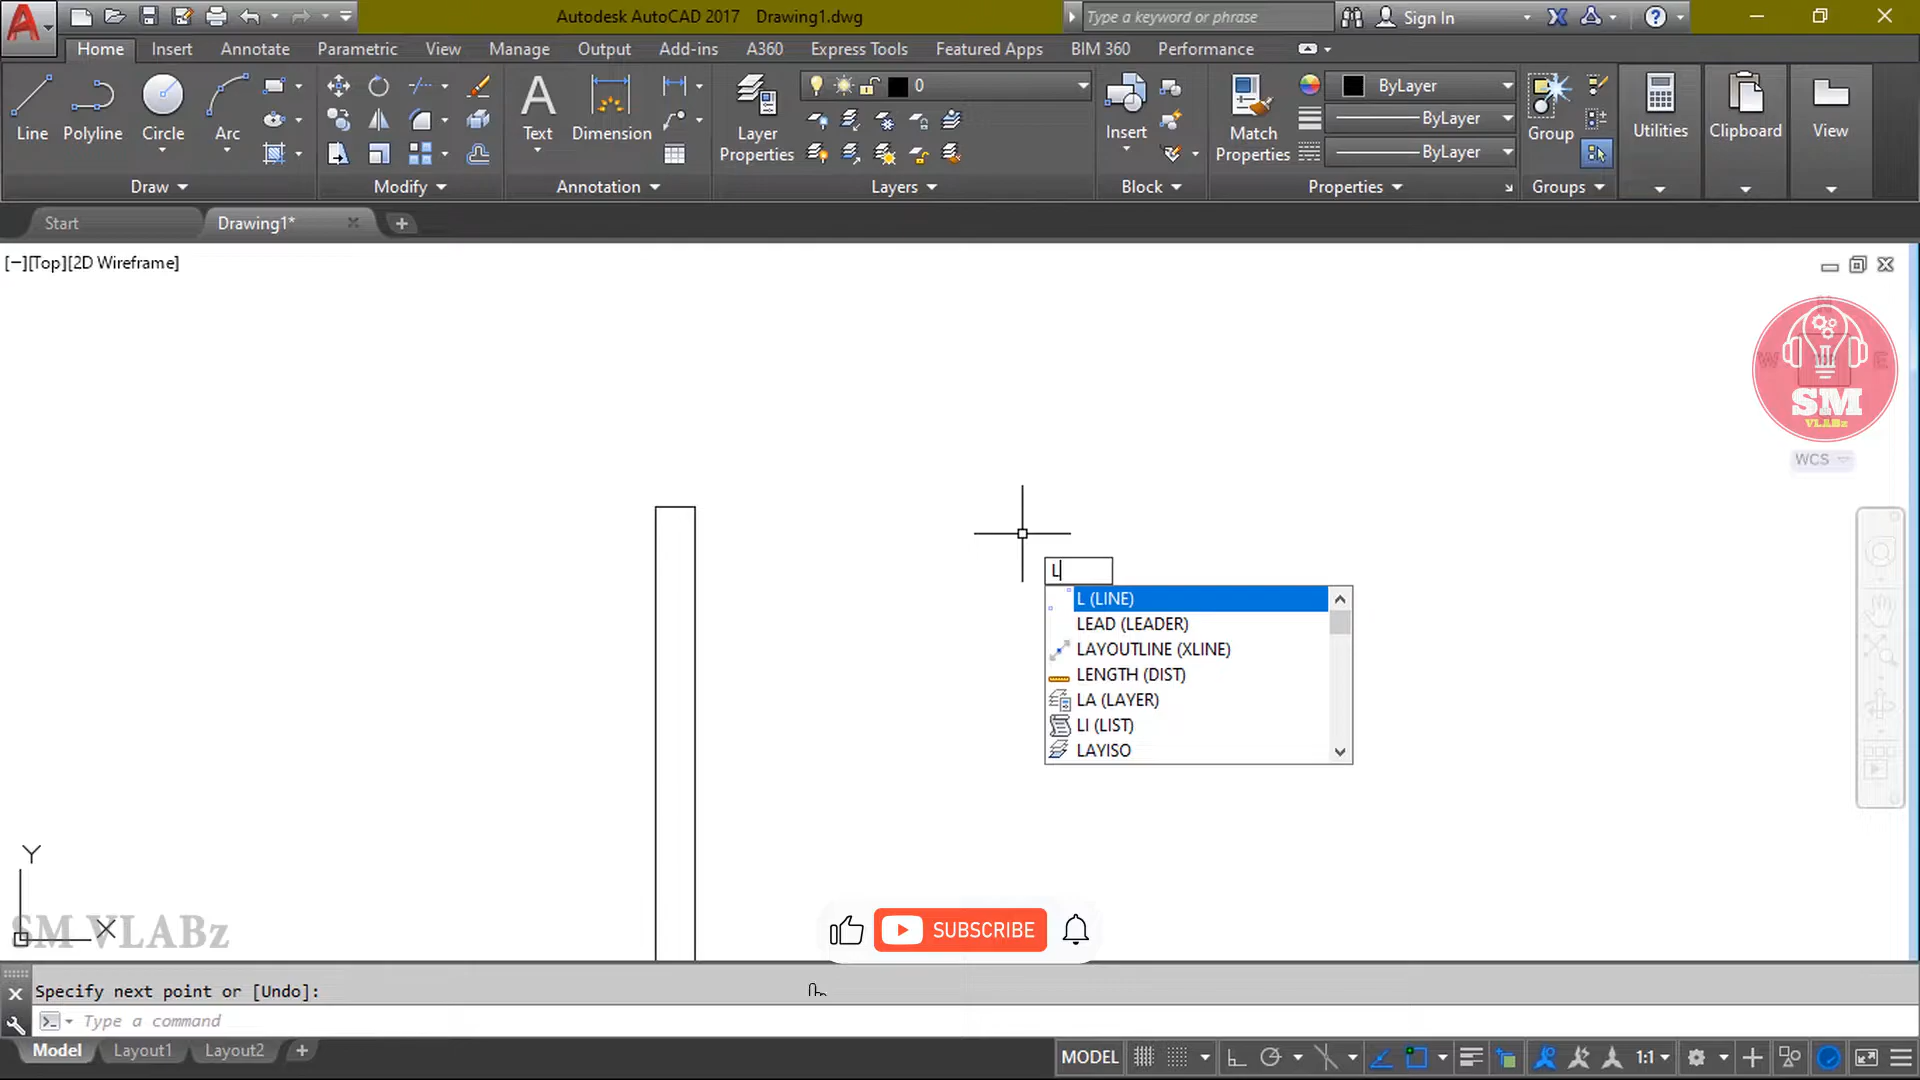 Autodesk AutoCAD 2017 Drawing1.dwg
Type a keyword or phrase
Sign In
Home Insert Annotate Parametric View Manage Output Add-ins A360 Express Tools Featured Apps BIM 360 Performance
Line Polyline Circle Arc
Text Dimension
Layer Properties
0
Insert
Match Properties
ByLayer
ByLayer
ByLayer
Group
Utilities Clipboard View
Draw Modify Annotation Layers Block Properties Groups
Start Drawing1*
[−][Top][2D Wireframe]
SM
VLABz
WCS
L
L (LINE)
LEAD (LEADER)
LAYOUTLINE (XLINE)
LENGTH (DIST)
LA (LAYER)
LI (LIST)
LAYISO
Y
X
SM VLABz
SUBSCRIBE
Specify next point or [Undo]:
Type a command
Model Layout1 Layout2
MODEL 1:1